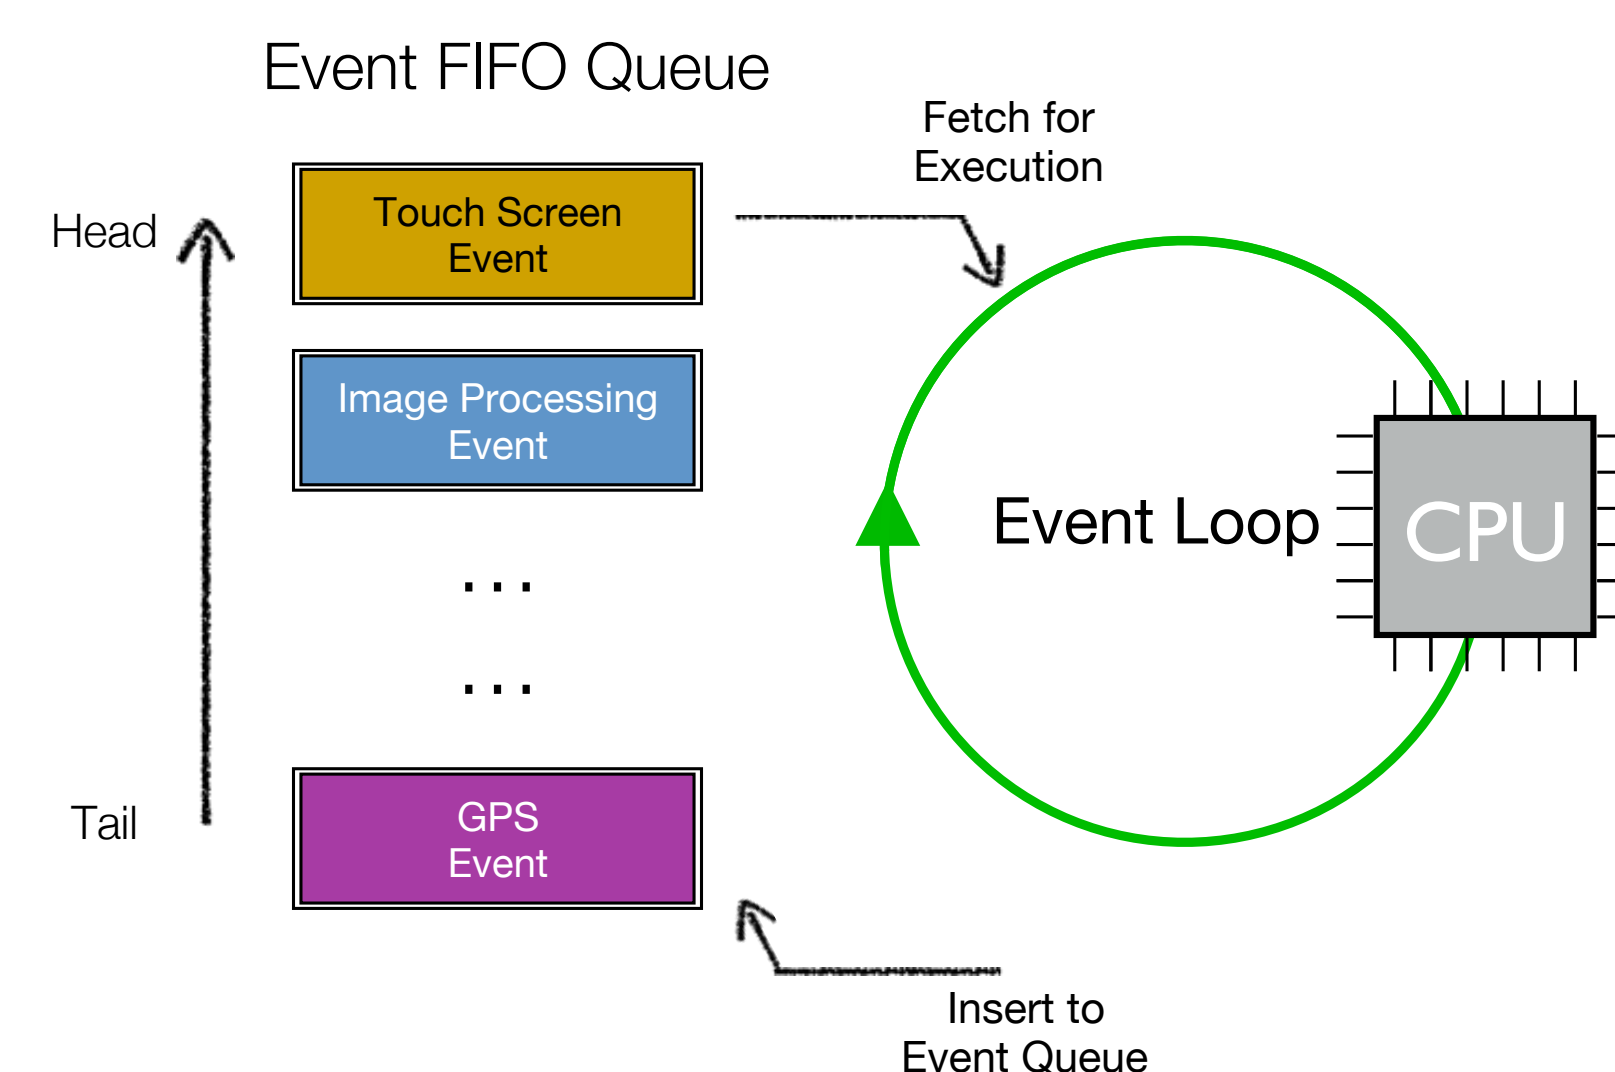 Event FIFO Queue
Fetch for
Execution
Head
Touch Screen
Event
Image Processing
Event
...
...
Event Loop
CPU
Tail
GPS
Event
Insert to
Event Queue